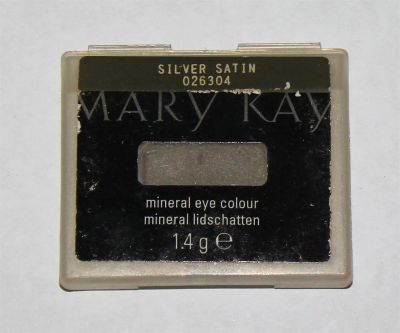 SILVER SATIN
026304
MARY KAY
mineral eye colour
mineral lidschatten
1.4 g ℮